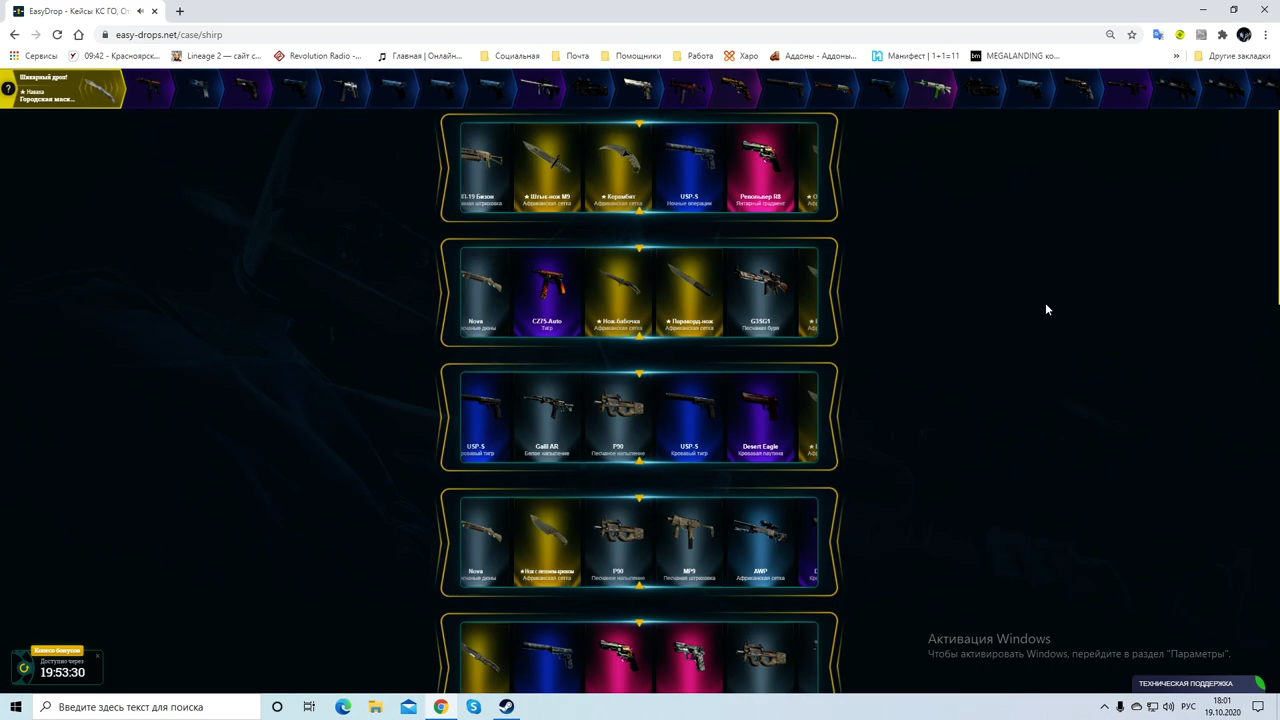 EasyDrop - Кейсы КС ГО, От
easy-drops.net/case/shirp
Сервисы
09:42 - Красноярск...
Lineage 2 — сайт с...
Revolution Radio -...
Главная | Онлайн...
Социальная
Почта
Помощники
Работа
Харо
Аддоны - Аддоны...
Манифест | 1+1=11
bm
MEGALANDING ко...
»
Другие закладки
Шикарный дроп!
?
★ Наваха
Городская маск...
★ Штык-нож M9
Африканская сетка
★ Керамбит
Африканская сетка
USP-S
Ночные операции
Револьвер R8
Янтарный градиент
Nova
CZ75-Auto
Тигр
★ Нож-бабочка
Африканская сетка
★ Паракорд-нож
Африканская сетка
G3SG1
Песчаная буря
USP-S
Galil AR
Белое напыление
P90
Песчаное напыление
USP-S
Кровавый тигр
Desert Eagle
Кровавая паутина
Nova
Африканская сетка
P90
Песчаное напыление
MP9
Песчаная штриховка
AWP
Африканская сетка
Колесо бонусов
Доступно через
19:53:30
Активация Windows
Чтобы активировать Windows, перейдите в раздел "Параметры".
ТЕХНИЧЕСКАЯ ПОДДЕРЖКА
Введите здесь текст для поиска
РУС
18:01
19.10.2020